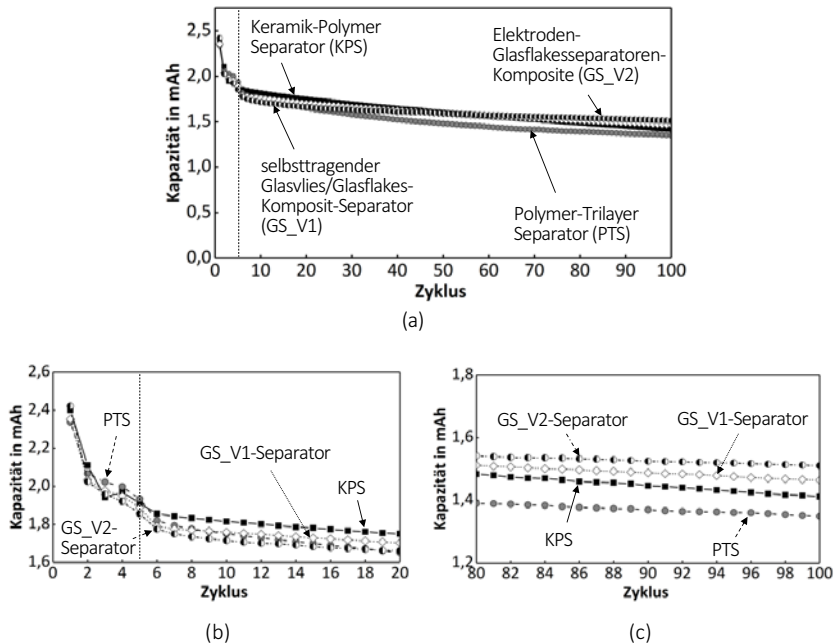 2,5
2,0
1,5
1,0
0,5
0,0
Kapazität in mAh
Keramik-Polymer
Separator (KPS)
Elektroden-
Glasflakesseparatoren-
Komposite (GS_V2)
selbsttragender
Glasvlies/Glasflakes-
Komposit-Separator
(GS_V1)
Polymer-Trilayer
Separator (PTS)
0 10 20 30 40 50 60 70 80 90 100
Zyklus
(a)
2,6
2,4
2,2
2,0
1,8
1,6
Kapazität in mAh
PTS
GS_V1-Separator
KPS
GS_V2-
Separator
0 2 4 6 8 10 12 14 16 18 20
Zyklus
(b)
1,8
1,6
1,4
1,2
Kapazität in mAh
GS_V2-Separator
GS_V1-Separator
KPS
PTS
80 82 84 86 88 90 92 94 96 98 100
Zyklus
(c)